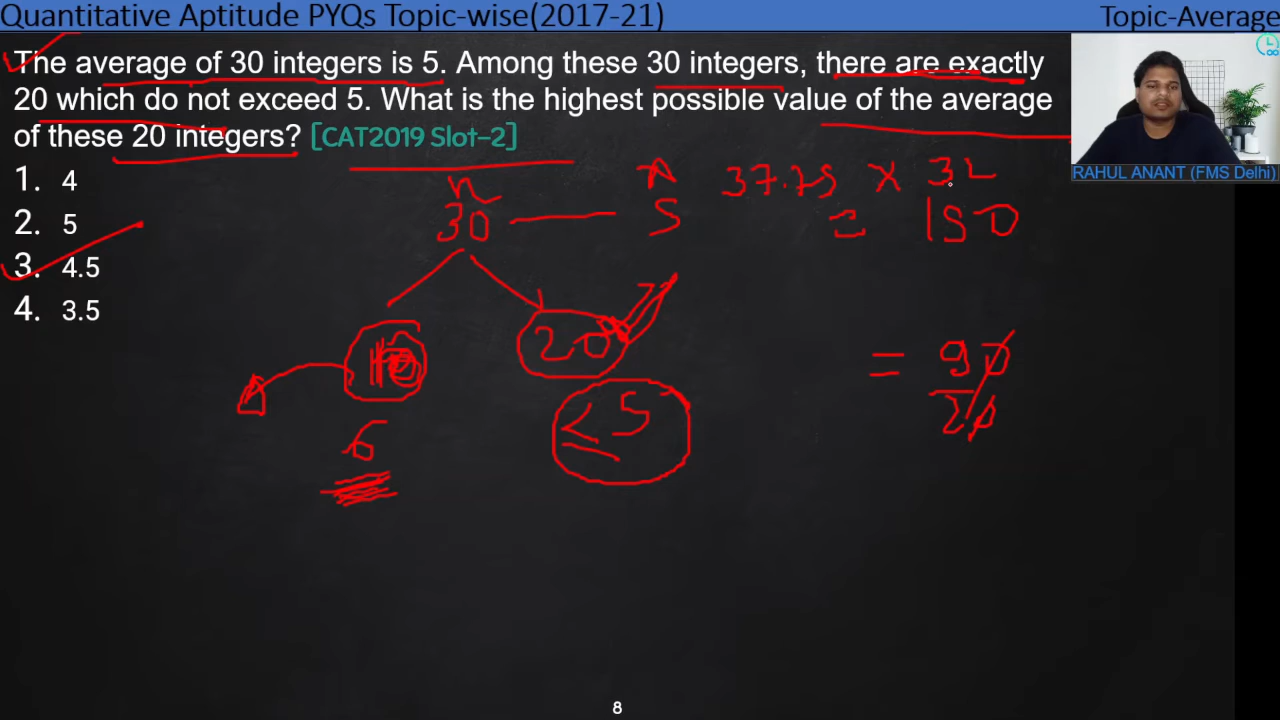 Quantitative Aptitude PYQs Topic-wise(2017-21) Topic-Average
The average of 30 integers is 5. Among these 30 integers, there are exactly
20 which do not exceed 5. What is the highest possible value of the average
of these 20 integers? [CAT2019 Slot-2]
RAHUL ANANT (FMS Delhi)
1. 4
2. 5
3. 4.5
4. 3.5
n A
30 5
37.75 x 32
= 150
20
≤ 5
6
= 90
20
8